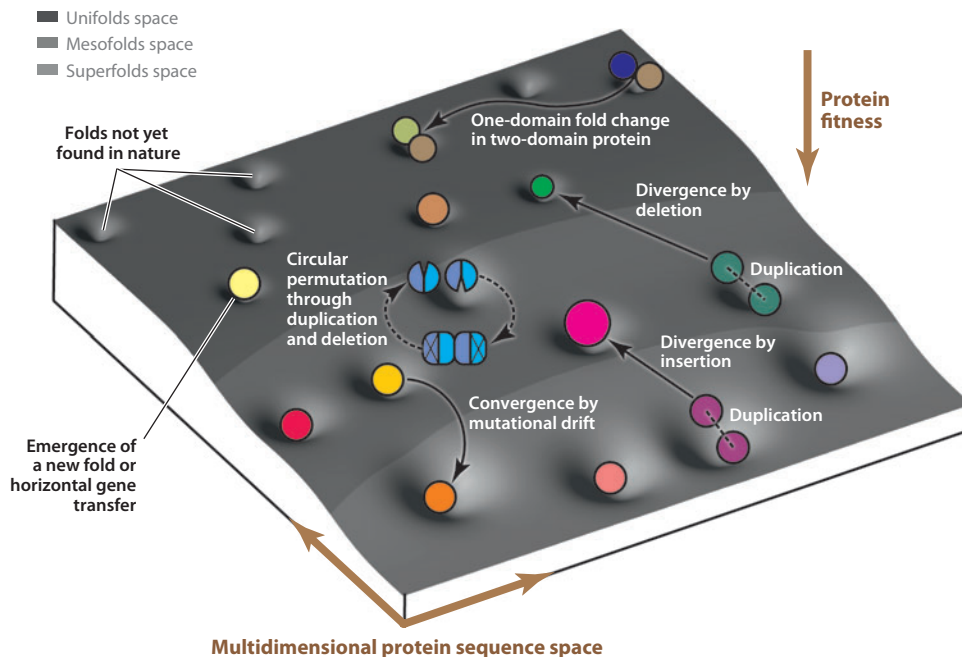 Unifolds space
Mesofolds space
Superfolds space
Protein
fitness
One-domain fold change
in two-domain protein
Folds not yet
found in nature
Divergence by
deletion
Duplication
Circular
permutation
through
duplication
and deletion
Divergence by
insertion
Duplication
Convergence by
mutational drift
Emergence of
a new fold or
horizontal gene
transfer
Multidimensional protein sequence space